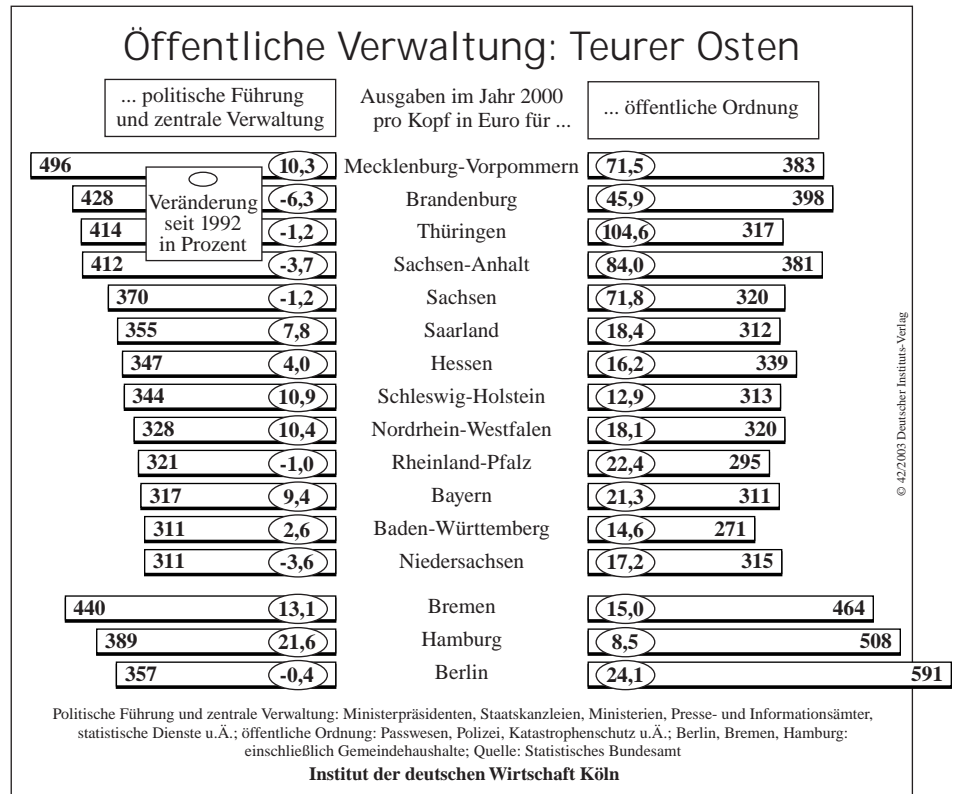 Öffentliche Verwaltung: Teurer Osten
... politische Führung
und zentrale Verwaltung
Ausgaben im Jahr 2000
pro Kopf in Euro für ...
... öffentliche Ordnung
496 10,3 Mecklenburg-Vorpommern 71,5 383
428 -6,3 Brandenburg 45,9 398
414 -1,2 Thüringen 104,6 317
412 -3,7 Sachsen-Anhalt 84,0 381
Veränderung
seit 1992
in Prozent
370 -1,2 Sachsen 71,8 320
355 7,8 Saarland 18,4 312
347 4,0 Hessen 16,2 339
344 10,9 Schleswig-Holstein 12,9 313
328 10,4 Nordrhein-Westfalen 18,1 320
321 -1,0 Rheinland-Pfalz 22,4 295
317 9,4 Bayern 21,3 311
311 2,6 Baden-Württemberg 14,6 271
311 -3,6 Niedersachsen 17,2 315
440 13,1 Bremen 15,0 464
389 21,6 Hamburg 8,5 508
357 -0,4 Berlin 24,1 591
© 42/2003 Deutscher Instituts-Verlag
Politische Führung und zentrale Verwaltung: Ministerpräsidenten, Staatskanzleien, Ministerien, Presse- und Informationsämter,
statistische Dienste u.Ä.; öffentliche Ordnung: Passwesen, Polizei, Katastrophenschutz u.Ä.; Berlin, Bremen, Hamburg:
einschließlich Gemeindehaushalte; Quelle: Statistisches Bundesamt
Institut der deutschen Wirtschaft Köln